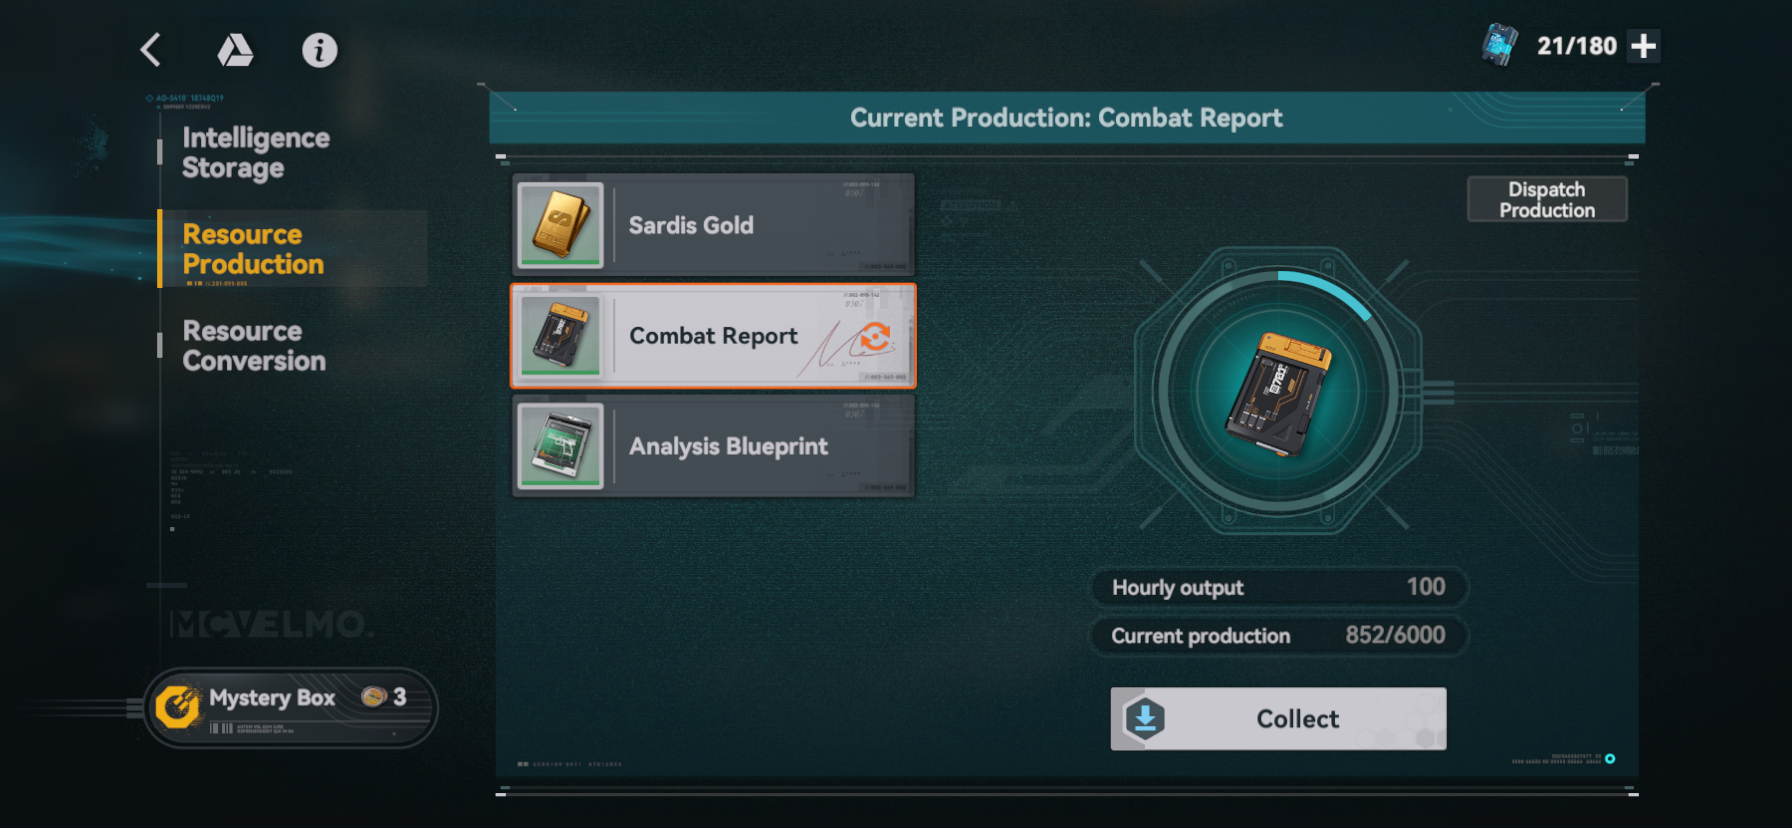 21/180
Current Production: Combat Report
Intelligence
Storage
Resource
Production
Resource
Conversion
Dispatch
Production
Sardis Gold
Combat Report
Analysis Blueprint
Hourly output 100
Current production 852/6000
MCVELMO.
Mystery Box 3
Collect